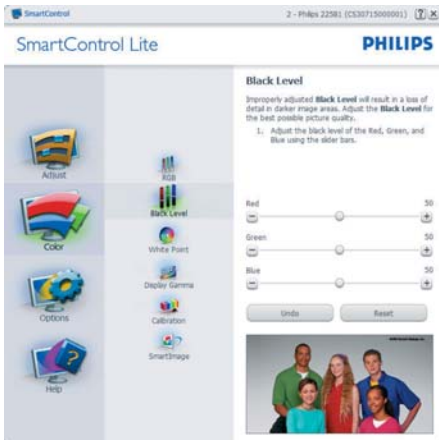 SmartControl
2 - Philips 225B1 (CS30715000001)
SmartControl Lite
PHILIPS
Adjust
Color
Options
Help
RGB
Black Level
White Point
Display Gamma
Calibration
SmartImage
Black Level
Improperly adjusted Black Level will result in a loss of
detail in darker image areas. Adjust the Black Level for
the best possible picture quality.
1. Adjust the black level of the Red, Green, and
Blue using the slider bars.
Red 50
Green 50
Blue 50
Undo Reset